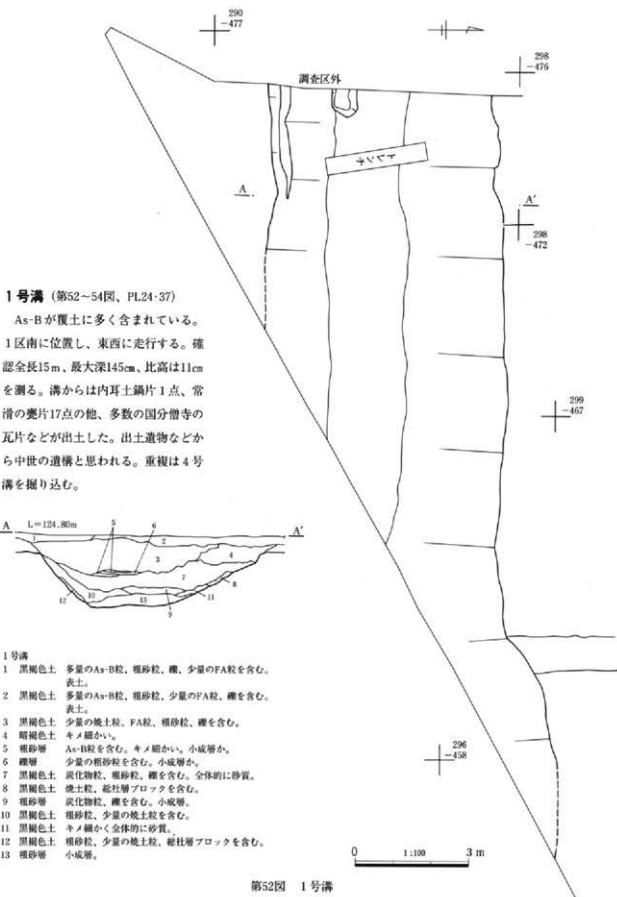 290
-477
298
-476
調査区外
トレンチ
A
A'
298
-472
1号溝（第52～54図、PL24·37）
As-Bが覆土に多く含まれている。
1区南に位置し、東西に走行する。確
認全長15m、最大深145cm、比高は11cm
を測る。溝からは内耳土鍋片1点、常
滑の甕片17点の他、多数の国分僧寺の
瓦片などが出土した。出土遺物などか
ら中世の遺構と思われる。重複は4号
溝を掘り込む。
299
-467
A L=124.80m 5 6 A'
1 2
3 4
7 8
12 10 13 11
9
1号溝
1 黒褐色土 多量のAs-B粒、粗砂粒、礫、少量のFA粒を含む。
表土。
2 黒褐色土 多量のAs-B粒、粗砂粒、少量のFA粒、礫を含む。
表土。
3 黒褐色土 少量の焼土粒、FA粒、粗砂粒、礫を含む。
4 暗褐色土 キメ細かい。
5 粗砂層 As-B粒を含む。キメ細かい。小成層か。
6 礫層 少量の粗砂粒を含む。小成層か。
7 黒褐色土 炭化物粒、粗砂粒、礫を含む。全体的に砂質。
8 黒褐色土 焼土粒、総社層ブロックを含む。
9 粗砂層 炭化物粒、礫を含む。小成層。
10 黒褐色土 粗砂粒、少量の焼土粒を含む。
11 黒褐色土 キメ細かく全体的に砂質。
12 黒褐色土 粗砂粒、少量の焼土粒、総社層ブロックを含む。
13 粗砂層 小成層。
296
-458
0 1:100 3 m
第52図 1号溝